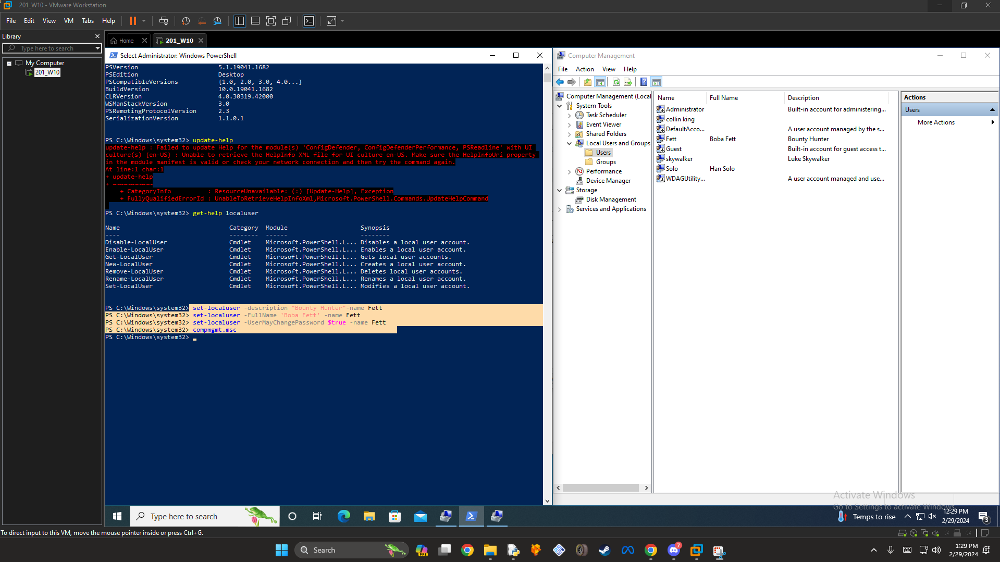 201_W10 - VMware Workstation
File Edit View VM Tabs Help
Library
Type here to search
My Computer
201_W10
Home
201_W10
Select Administrator: Windows PowerShell
PSVersion 5.1.19041.1682
PSEdition Desktop
PSCompatibleVersions {1.0, 2.0, 3.0, 4.0...}
BuildVersion 10.0.19041.1682
CLRVersion 4.0.30319.42000
WSManStackVersion 3.0
PSRemotingProtocolVersion 2.3
SerializationVersion 1.1.0.1
PS C:\Windows\system32> update-help
update-help : Failed to update Help for the module(s) 'ConfigDefender, ConfigDefenderPerformance, PSReadline' with UI
culture(s) {en-US} : Unable to retrieve the HelpInfo XML file for UI culture en-US. Make sure the HelpInfoUri property
in the module manifest is valid or check your network connection and then try the command again.
At line:1 char:1
+ update-help
+ ~~~~~~~~~~~
+ CategoryInfo : ResourceUnavailable: (:) [Update-Help], Exception
+ FullyQualifiedErrorId : UnableToRetrieveHelpInfoXml,Microsoft.PowerShell.Commands.UpdateHelpCommand
PS C:\Windows\system32> get-help localuser
Name Category Module Synopsis
---- -------- ------ --------
Disable-LocalUser Cmdlet Microsoft.PowerShell.L... Disables a local user account.
Enable-LocalUser Cmdlet Microsoft.PowerShell.L... Enables a local user account.
Get-LocalUser Cmdlet Microsoft.PowerShell.L... Gets local user accounts.
New-LocalUser Cmdlet Microsoft.PowerShell.L... Creates a local user account.
Remove-LocalUser Cmdlet Microsoft.PowerShell.L... Deletes local user accounts.
Rename-LocalUser Cmdlet Microsoft.PowerShell.L... Renames a local user account.
Set-LocalUser Cmdlet Microsoft.PowerShell.L... Modifies a local user account.
PS C:\Windows\system32> set-localuser -description "Bounty Hunter"-name Fett
PS C:\Windows\system32> set-localuser -FullName 'Boba Fett' -name Fett
PS C:\Windows\system32> set-localuser -UserMayChangePassword $true -name Fett
PS C:\Windows\system32> compmgmt.msc
PS C:\Windows\system32>
Computer Management
File Action View Help
Computer Management (Local
System Tools
Task Scheduler
Event Viewer
Shared Folders
Local Users and Groups
Users
Groups
Performance
Device Manager
Storage
Disk Management
Services and Applications
Name Full Name Description
Administrator Built-in account for administering...
collin king
DefaultAcco... A user account managed by the s...
Fett Boba Fett Bounty Hunter
Guest Built-in account for guest access t...
skywalker Luke Skywalker
Solo Han Solo
WDAGUtility... A user account managed and use...
Actions
Users
More Actions
Activate Windows
Go to Settings to activate Windows.
Type here to search
Temps to rise
12:29 PM
2/29/2024
3
To direct input to this VM, move the mouse pointer inside or press Ctrl+G.
Search
PRE
7
1:29 PM
2/29/2024